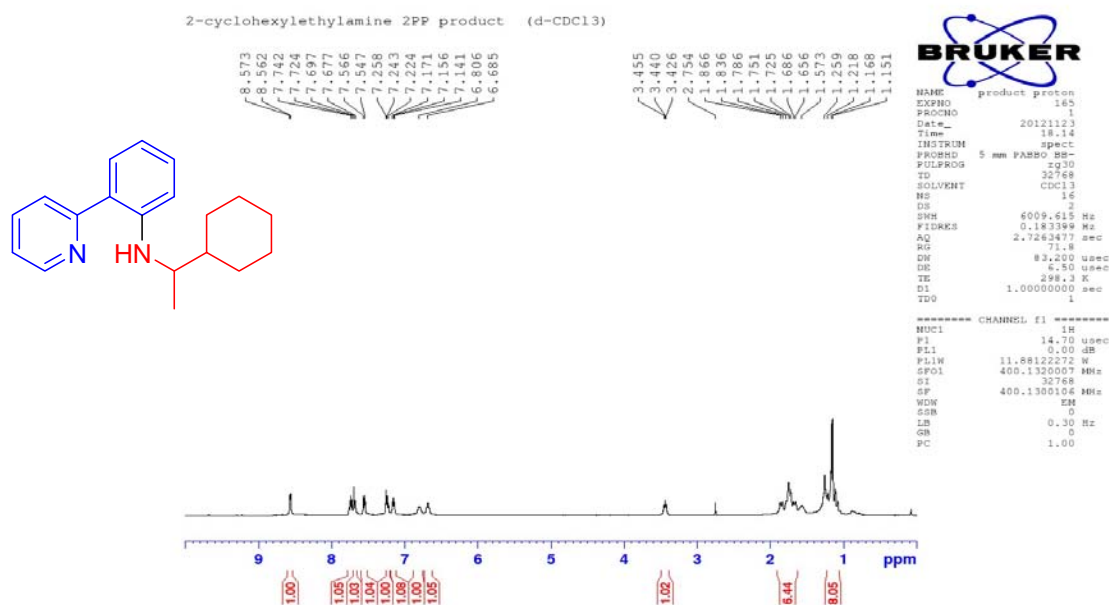 2-cyclohexylethylamine 2PP product (d-CDCl3)
8.573
8.562
7.742
7.724
7.697
7.677
7.566
7.547
7.258
7.243
7.224
7.171
7.156
7.141
6.806
6.685
3.455
3.440
3.426
2.754
1.866
1.836
1.786
1.751
1.725
1.686
1.656
1.573
1.259
1.218
1.168
1.151
BRUKER
NAME product proton
EXPNO 165
PROCNO 1
Date_ 20121123
Time 18.14
INSTRUM spect
PROBHD 5 mm PABBO BB-
PULPROG zg30
TD 32768
SOLVENT CDCl3
NS 16
DS 2
SWH 6009.615 Hz
FIDRES 0.183399 Hz
AQ 2.7263477 sec
RG 71.8
DW 83.200 usec
DE 6.50 usec
TE 298.3 K
D1 1.00000000 sec
TD0 1
======== CHANNEL f1 ========
NUC1 1H
P1 14.70 usec
PL1 0.00 dB
PL1W 11.88122272 W
SFO1 400.1320007 MHz
SI 32768
SF 400.1300106 MHz
WDW EM
SSB 0
LB 0.30 Hz
GB 0
PC 1.00
N
HN
9 8 7 6 5 4 3 2 1 ppm
1.00
1.05
1.03
1.04
1.00
1.08
1.00
1.05
1.02
6.44
8.05